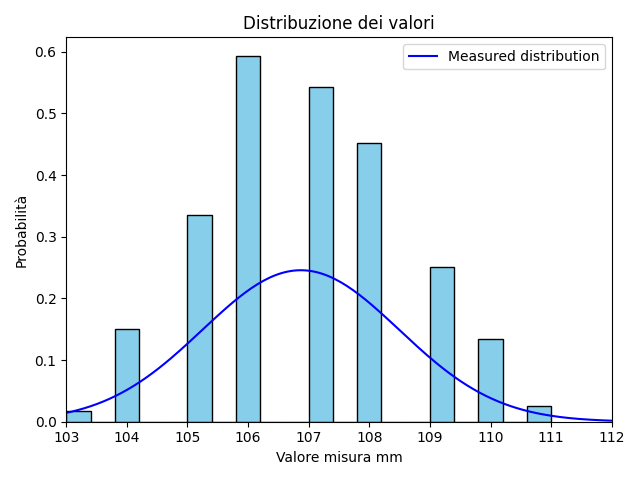 Distribuzione dei valori
Measured distribution
Probabilità
0.6
0.5
0.4
0.3
0.2
0.1
0.0
103 104 105 106 107 108 109 110 111 112
Valore misura mm